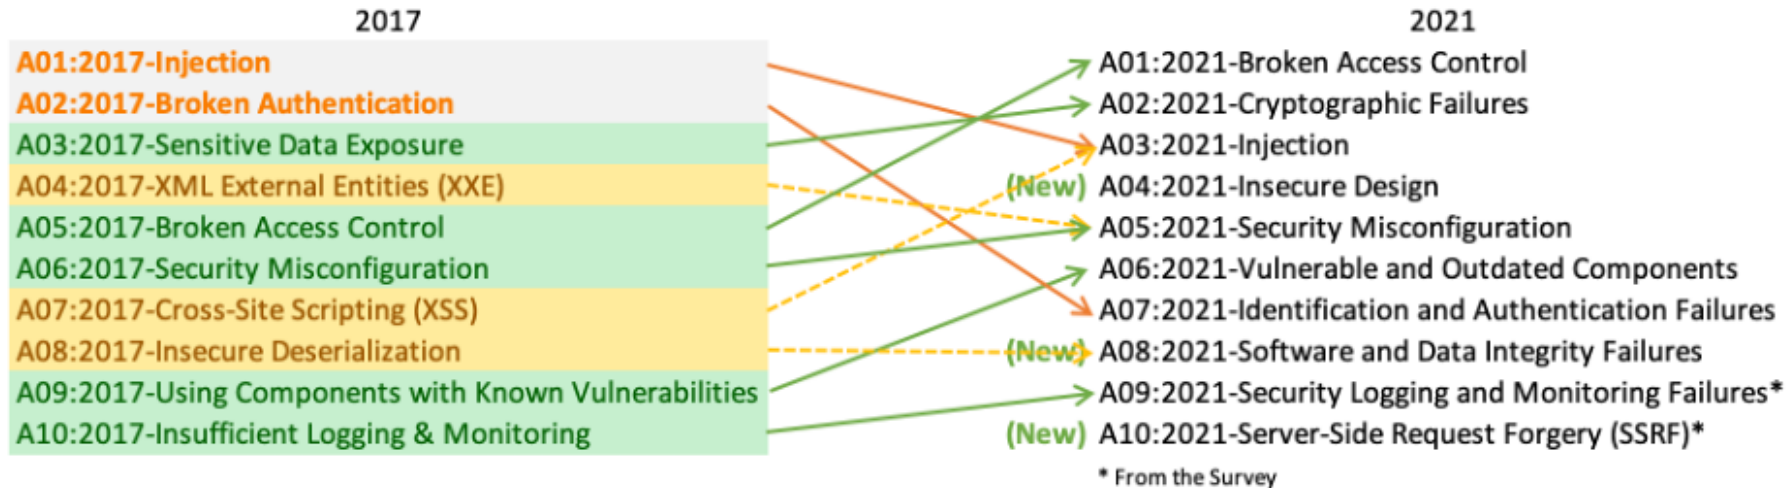 2017
A01:2017-Injection
A02:2017-Broken Authentication
A03:2017-Sensitive Data Exposure
A04:2017-XML External Entities (XXE)
A05:2017-Broken Access Control
A06:2017-Security Misconfiguration
A07:2017-Cross-Site Scripting (XSS)
A08:2017-Insecure Deserialization
A09:2017-Using Components with Known Vulnerabilities
A10:2017-Insufficient Logging & Monitoring
2021
A01:2021-Broken Access Control
A02:2021-Cryptographic Failures
A03:2021-Injection
(New) A04:2021-Insecure Design
A05:2021-Security Misconfiguration
A06:2021-Vulnerable and Outdated Components
A07:2021-Identification and Authentication Failures
(New) A08:2021-Software and Data Integrity Failures
A09:2021-Security Logging and Monitoring Failures*
(New) A10:2021-Server-Side Request Forgery (SSRF)*
* From the Survey